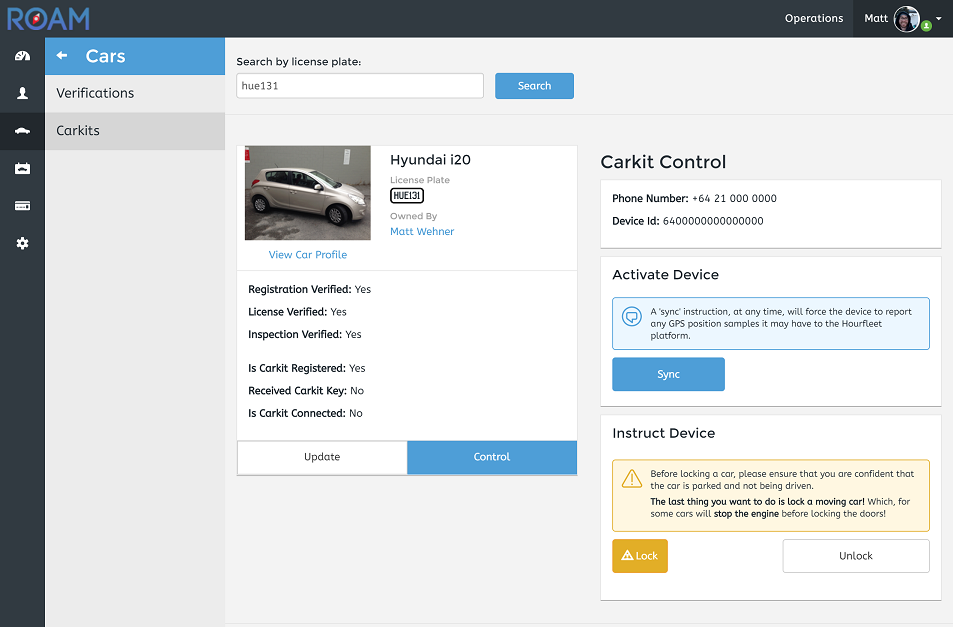 ROAM
Operations
Matt
Cars
Verifications
Carkits
Search by license plate:
hue131
Search
Hyundai i20
License Plate
HUE131
Owned By
Matt Wehner
View Car Profile
Registration Verified: Yes
License Verified: Yes
Inspection Verified: Yes
Is Carkit Registered: Yes
Received Carkit Key: No
Is Carkit Connected: No
Update
Control
Carkit Control
Phone Number: +64 21 000 0000
Device Id: 6400000000000000
Activate Device
A 'sync' instruction, at any time, will force the device to report
any GPS position samples it may have to the Hourfleet
platform.
Sync
Instruct Device
Before locking a car, please ensure that you are confident that
the car is parked and not being driven.
The last thing you want to do is lock a moving car! Which, for
some cars will stop the engine before locking the doors!
Lock
Unlock